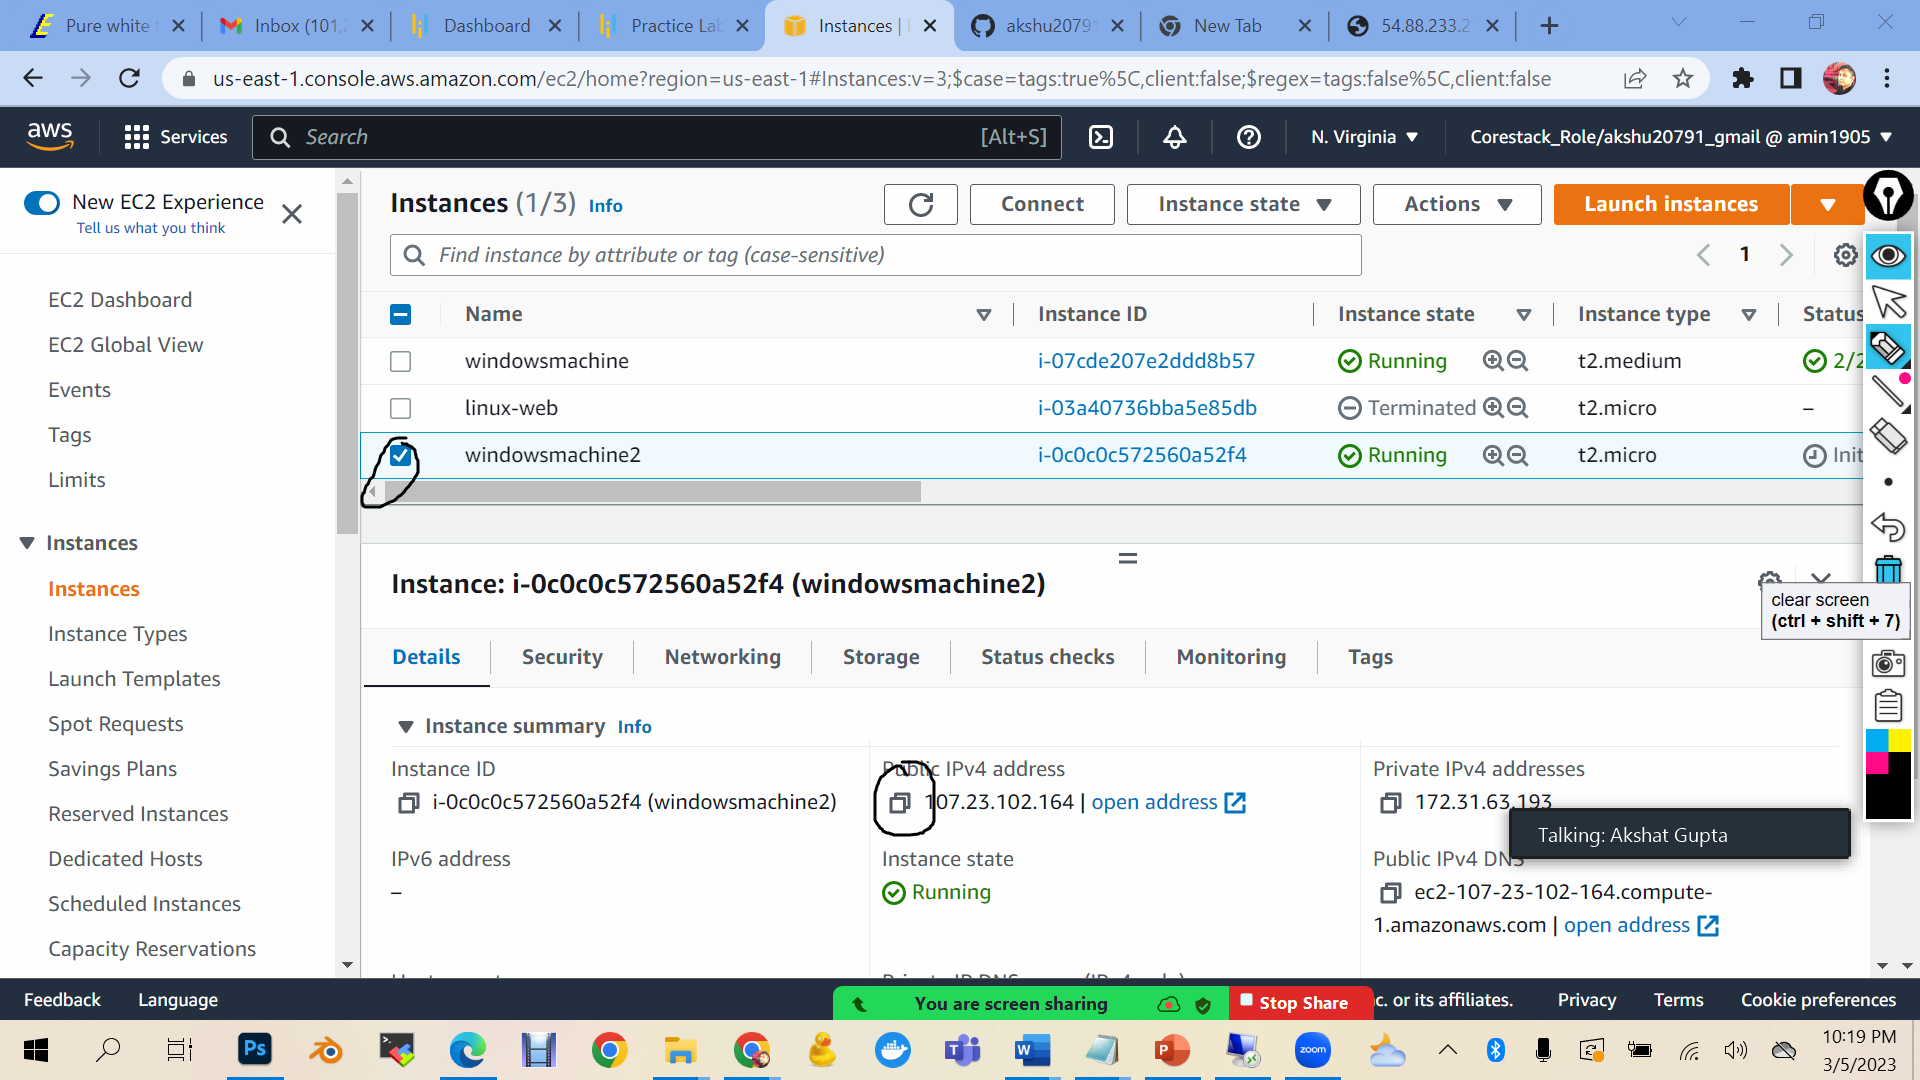 Pure white
Inbox (101,
Dashboard
Practice Lab
Instances |
akshu20791
New Tab
54.88.233.2
us-east-1.console.aws.amazon.com/ec2/home?region=us-east-1#Instances:v=3;$case=tags:true%5C,client:false;$regex=tags:false%5C,client:false
aws
Services
Search
[Alt+S]
N. Virginia
Corestack_Role/akshu20791_gmail @ amin1905
New EC2 Experience
Tell us what you think
EC2 Dashboard
EC2 Global View
Events
Tags
Limits
Instances
Instances
Instance Types
Launch Templates
Spot Requests
Savings Plans
Reserved Instances
Dedicated Hosts
Scheduled Instances
Capacity Reservations
Instances (1/3) Info
Connect
Instance state
Actions
Launch instances
Find instance by attribute or tag (case-sensitive)
1
Name Instance ID Instance state Instance type Status
windowsmachine i-07cde207e2ddd8b57 Running t2.medium 2/2
linux-web i-03a40736bba5e85db Terminated t2.micro –
windowsmachine2 i-0c0c0c572560a52f4 Running t2.micro Init
Instance: i-0c0c0c572560a52f4 (windowsmachine2)
clear screen
(ctrl + shift + 7)
Details Security Networking Storage Status checks Monitoring Tags
Instance summary Info
Instance ID
i-0c0c0c572560a52f4 (windowsmachine2)
Public IPv4 address
107.23.102.164 | open address
Private IPv4 addresses
172.31.63.193
Talking: Akshat Gupta
IPv6 address
–
Instance state
Running
Public IPv4 DNS
ec2-107-23-102-164.compute-
1.amazonaws.com | open address
Feedback
Language
You are screen sharing
Stop Share
c. or its affiliates.
Privacy
Terms
Cookie preferences
Ps
W
P
zoom
10:19 PM
3/5/2023